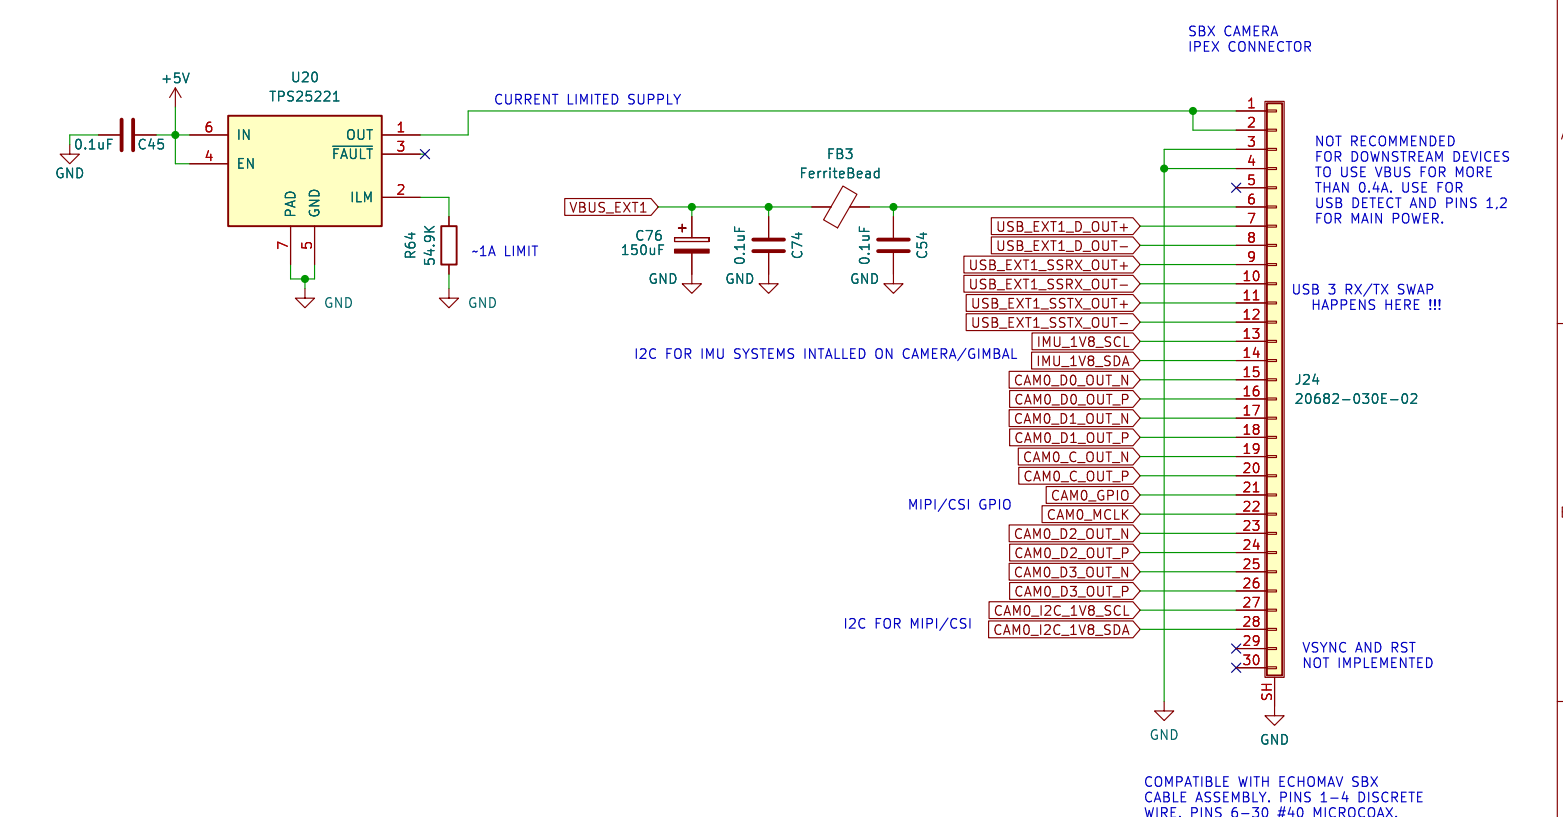 SBX CAMERA
IPEX CONNECTOR
+5V
U20
TPS25221
0.1uF
C45
GND
6
4
IN
EN
OUT
FAULT
ILM
PAD
GND
1
3
2
7
5
GND
R64
54.9K
~1A LIMIT
GND
CURRENT LIMITED SUPPLY
FB3
FerriteBead
VBUS_EXT1
C76
150uF
GND
0.1uF
C74
GND
0.1uF
C54
GND
1
2
3
4
5
6
USB_EXT1_D_OUT+ 7
USB_EXT1_D_OUT- 8
USB_EXT1_SSRX_OUT+ 9
USB_EXT1_SSRX_OUT- 10
USB_EXT1_SSTX_OUT+ 11
USB_EXT1_SSTX_OUT- 12
IMU_1V8_SCL 13
IMU_1V8_SDA 14
CAM0_D0_OUT_N 15
CAM0_D0_OUT_P 16
CAM0_D1_OUT_N 17
CAM0_D1_OUT_P 18
CAM0_C_OUT_N 19
CAM0_C_OUT_P 20
CAM0_GPIO 21
CAM0_MCLK 22
CAM0_D2_OUT_N 23
CAM0_D2_OUT_P 24
CAM0_D3_OUT_N 25
CAM0_D3_OUT_P 26
CAM0_I2C_1V8_SCL 27
CAM0_I2C_1V8_SDA 28
29
30
SH
GND
GND
I2C FOR IMU SYSTEMS INTALLED ON CAMERA/GIMBAL
MIPI/CSI GPIO
I2C FOR MIPI/CSI
NOT RECOMMENDED
FOR DOWNSTREAM DEVICES
TO USE VBUS FOR MORE
THAN 0.4A. USE FOR
USB DETECT AND PINS 1,2
FOR MAIN POWER.
USB 3 RX/TX SWAP
HAPPENS HERE !!!
J24
20682-030E-02
VSYNC AND RST
NOT IMPLEMENTED
COMPATIBLE WITH ECHOMAV SBX
CABLE ASSEMBLY. PINS 1-4 DISCRETE
WIRE. PINS 6-30 #40 MICROCOAX.